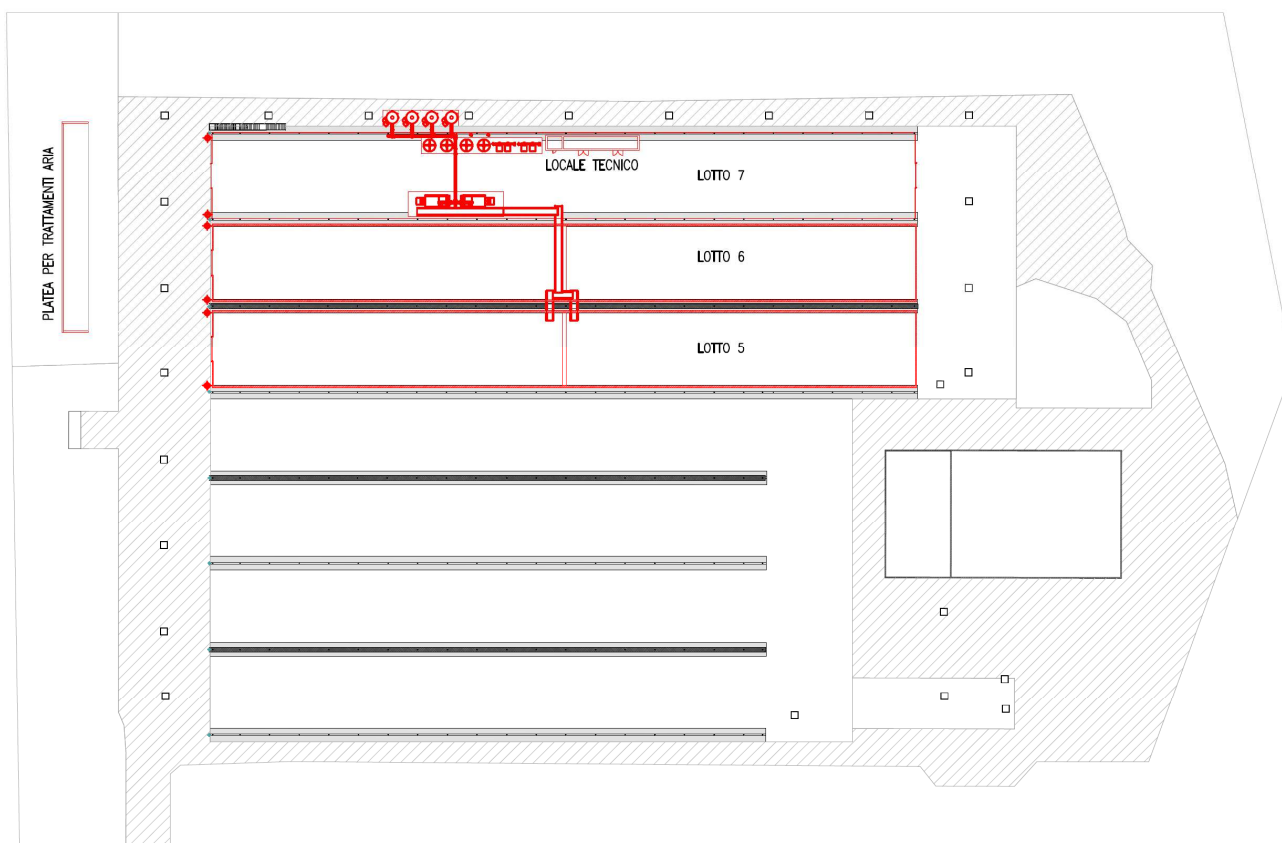 PLATEA PER TRATTAMENTI ARIA
LOCALE TECNICO
LOTTO 7
LOTTO 6
LOTTO 5